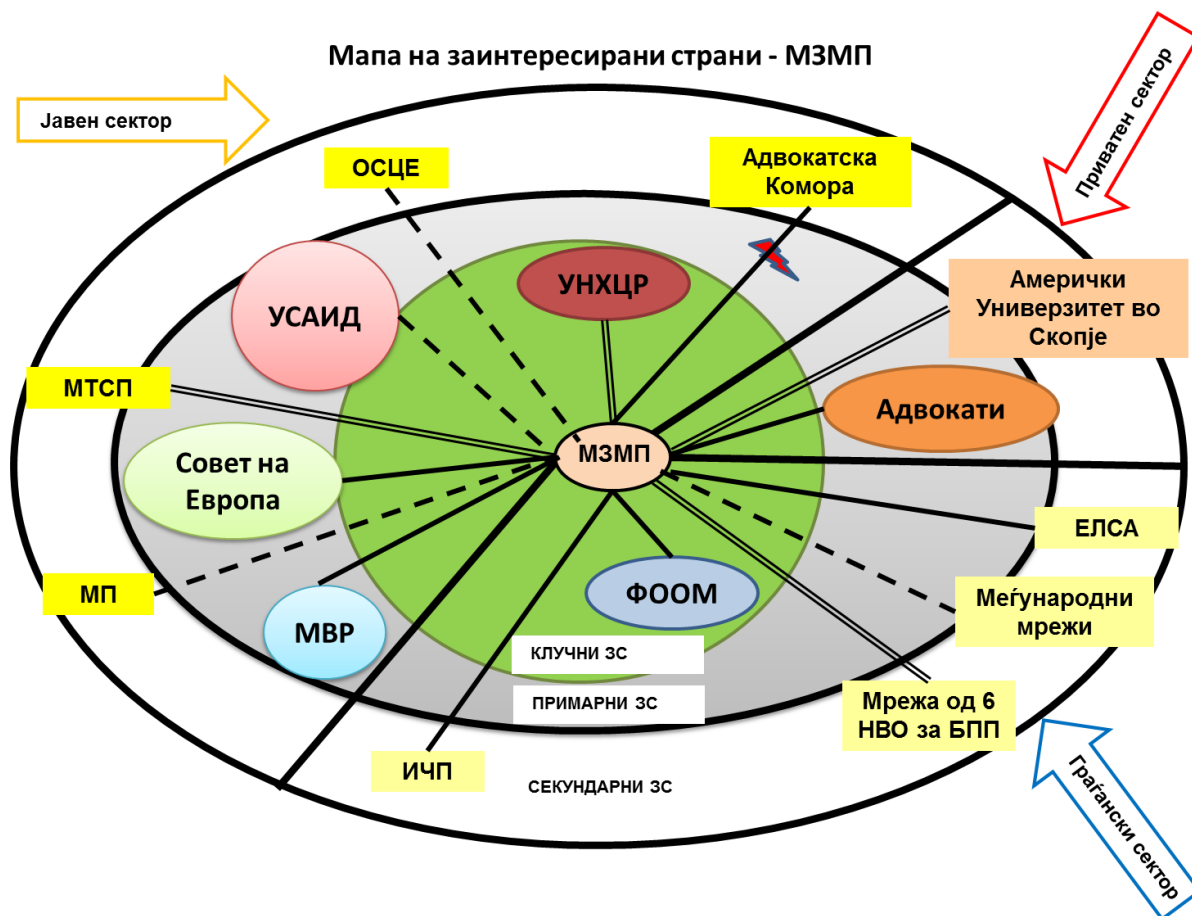 Мапа на заинтересирани страни - МЗМП
Јавен сектор
Приватен сектор
ОСЦЕ
Адвокатска
Комора
УНХЦР
УСАИД
Амерички
Универзитет во
Скопје
МТСП
Адвокати
МЗМП
Совет на
Европа
ЕЛСА
МП
ФООМ
Меѓународни
мрежи
МВР
КЛУЧНИ ЗС
ПРИМАРНИ ЗС
Мрежа од 6
НВО за БПП
ИЧП
СЕКУНДАРНИ ЗС
Граѓански сектор